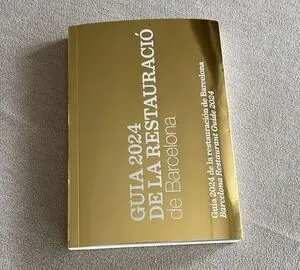 GUIA 2024
DE LA RESTAURACIÓ
de Barcelona
Guía 2024 de la restauración de Barcelona
Barcelona Restaurant Guide 2024